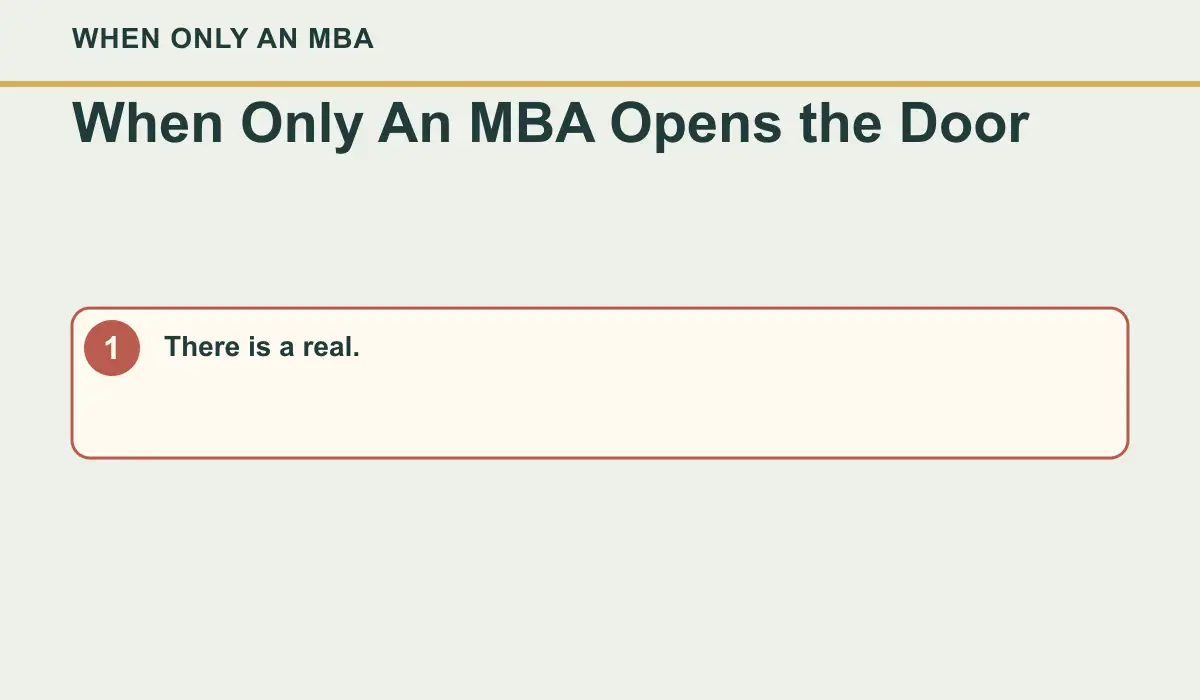 WHEN ONLY AN MBA
When Only An MBA Opens the Door
1 There is a real.